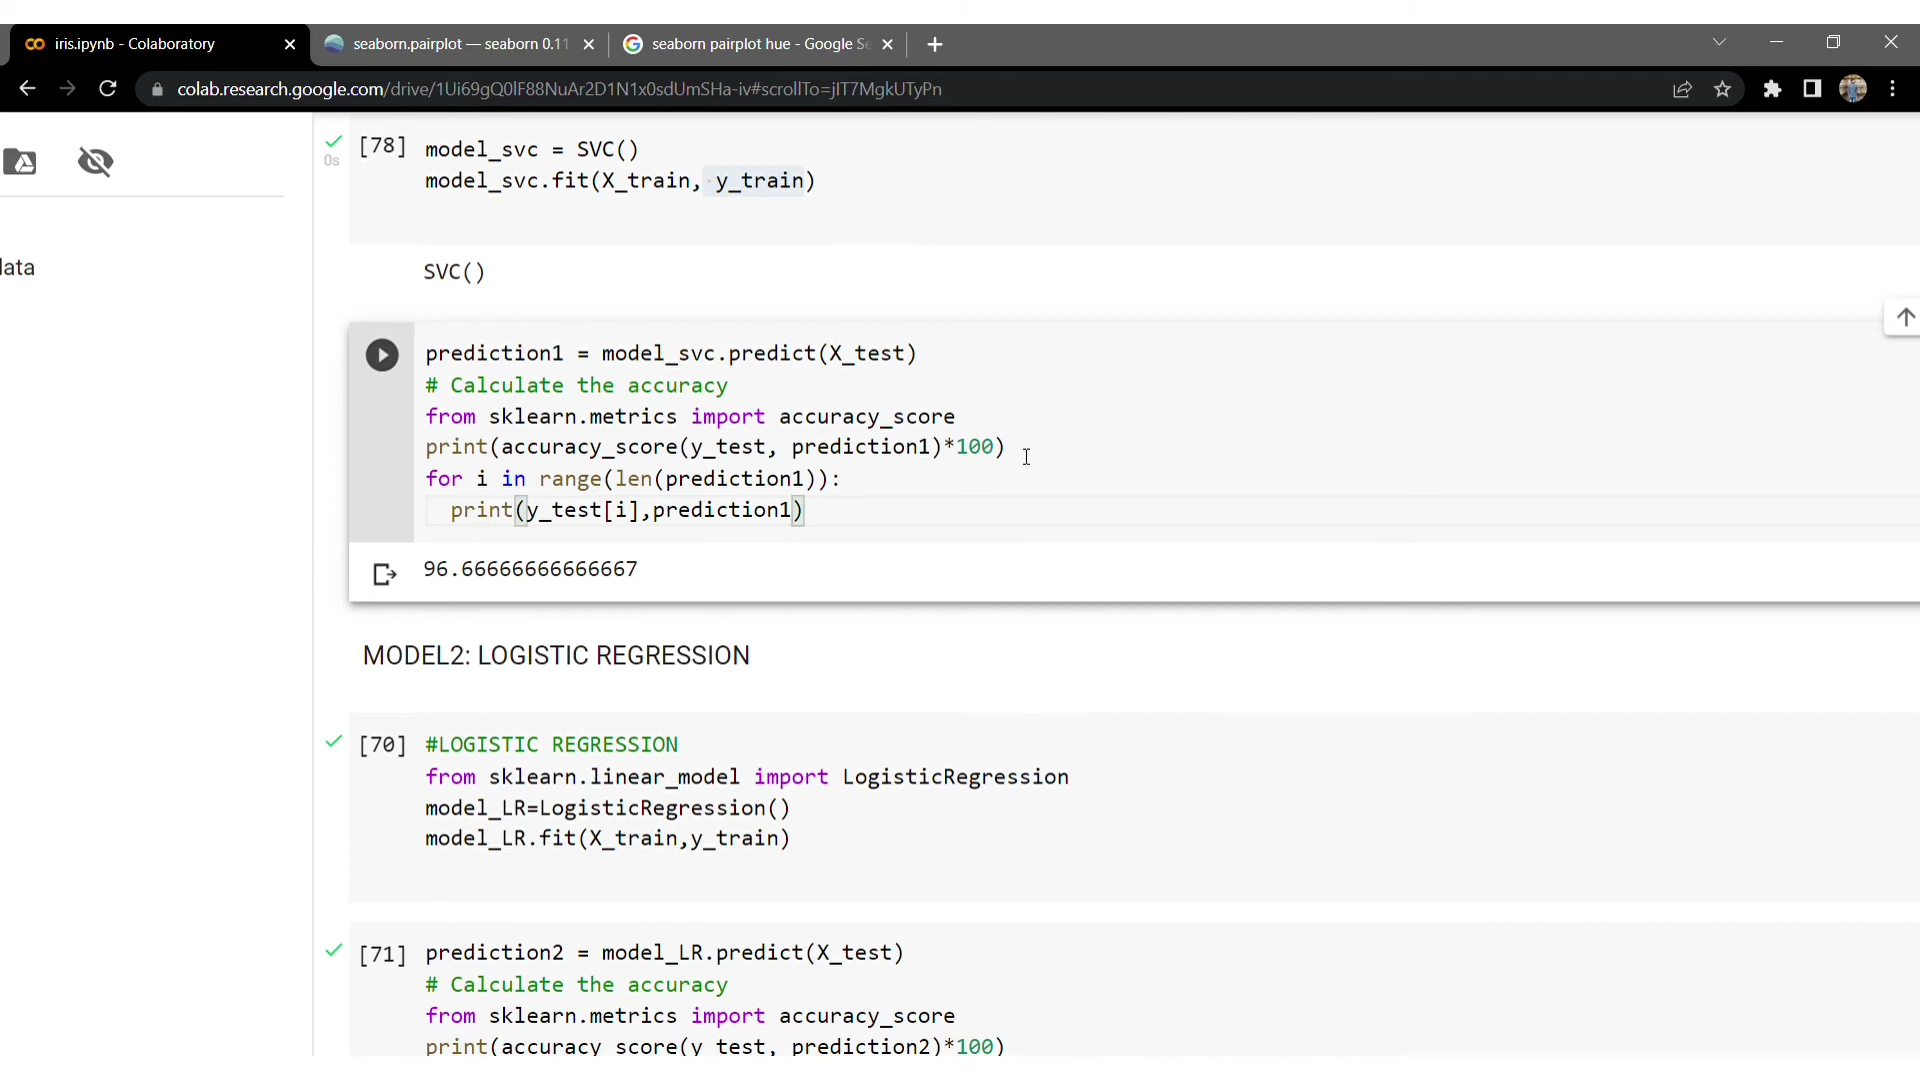 iris.ipynb - Colaboratory
seaborn.pairplot — seaborn 0.11
seaborn pairplot hue - Google Se
colab.research.google.com/drive/1Ui69gQ0lF88NuAr2D1N1x0sdUmSHa-iv#scrollTo=jIT7MgkUTyPn
0s
[78]
model_svc = SVC()
model_svc.fit(X_train, y_train)
SVC()
data
prediction1 = model_svc.predict(X_test)
# Calculate the accuracy
from sklearn.metrics import accuracy_score
print(accuracy_score(y_test, prediction1)*100)
for i in range(len(prediction1)):
  print(y_test[i],prediction1)
96.66666666666667
MODEL2: LOGISTIC REGRESSION
[70]
#LOGISTIC REGRESSION
from sklearn.linear_model import LogisticRegression
model_LR=LogisticRegression()
model_LR.fit(X_train,y_train)
[71]
prediction2 = model_LR.predict(X_test)
# Calculate the accuracy
from sklearn.metrics import accuracy_score
print(accuracy_score(y_test, prediction2)*100)